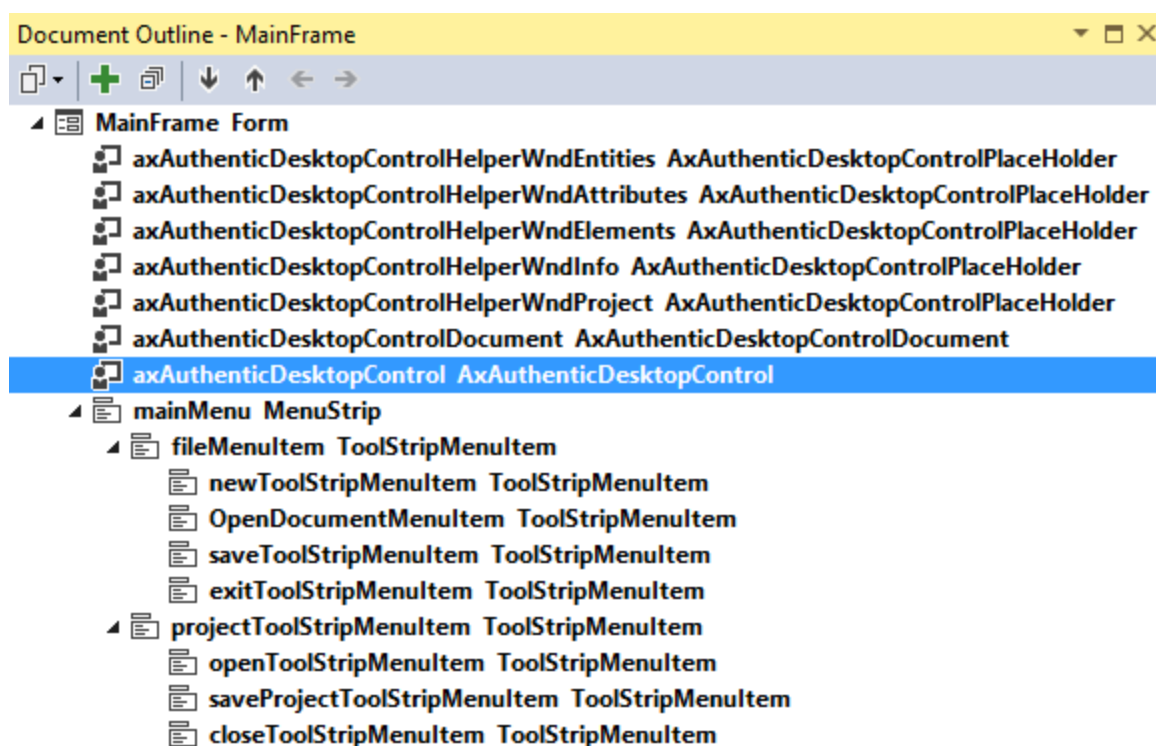 Document Outline - MainFrame
MainFrame Form
axAuthenticDesktopControlHelperWndEntities AxAuthenticDesktopControlPlaceHolder
axAuthenticDesktopControlHelperWndAttributes AxAuthenticDesktopControlPlaceHolder
axAuthenticDesktopControlHelperWndElements AxAuthenticDesktopControlPlaceHolder
axAuthenticDesktopControlHelperWndInfo AxAuthenticDesktopControlPlaceHolder
axAuthenticDesktopControlHelperWndProject AxAuthenticDesktopControlPlaceHolder
axAuthenticDesktopControlDocument AxAuthenticDesktopControlDocument
axAuthenticDesktopControl AxAuthenticDesktopControl
mainMenu MenuStrip
fileMenuItem ToolStripMenuItem
newToolStripMenuItem ToolStripMenuItem
OpenDocumentMenuItem ToolStripMenuItem
saveToolStripMenuItem ToolStripMenuItem
exitToolStripMenuItem ToolStripMenuItem
projectToolStripMenuItem ToolStripMenuItem
openToolStripMenuItem ToolStripMenuItem
saveProjectToolStripMenuItem ToolStripMenuItem
closeToolStripMenuItem ToolStripMenuItem